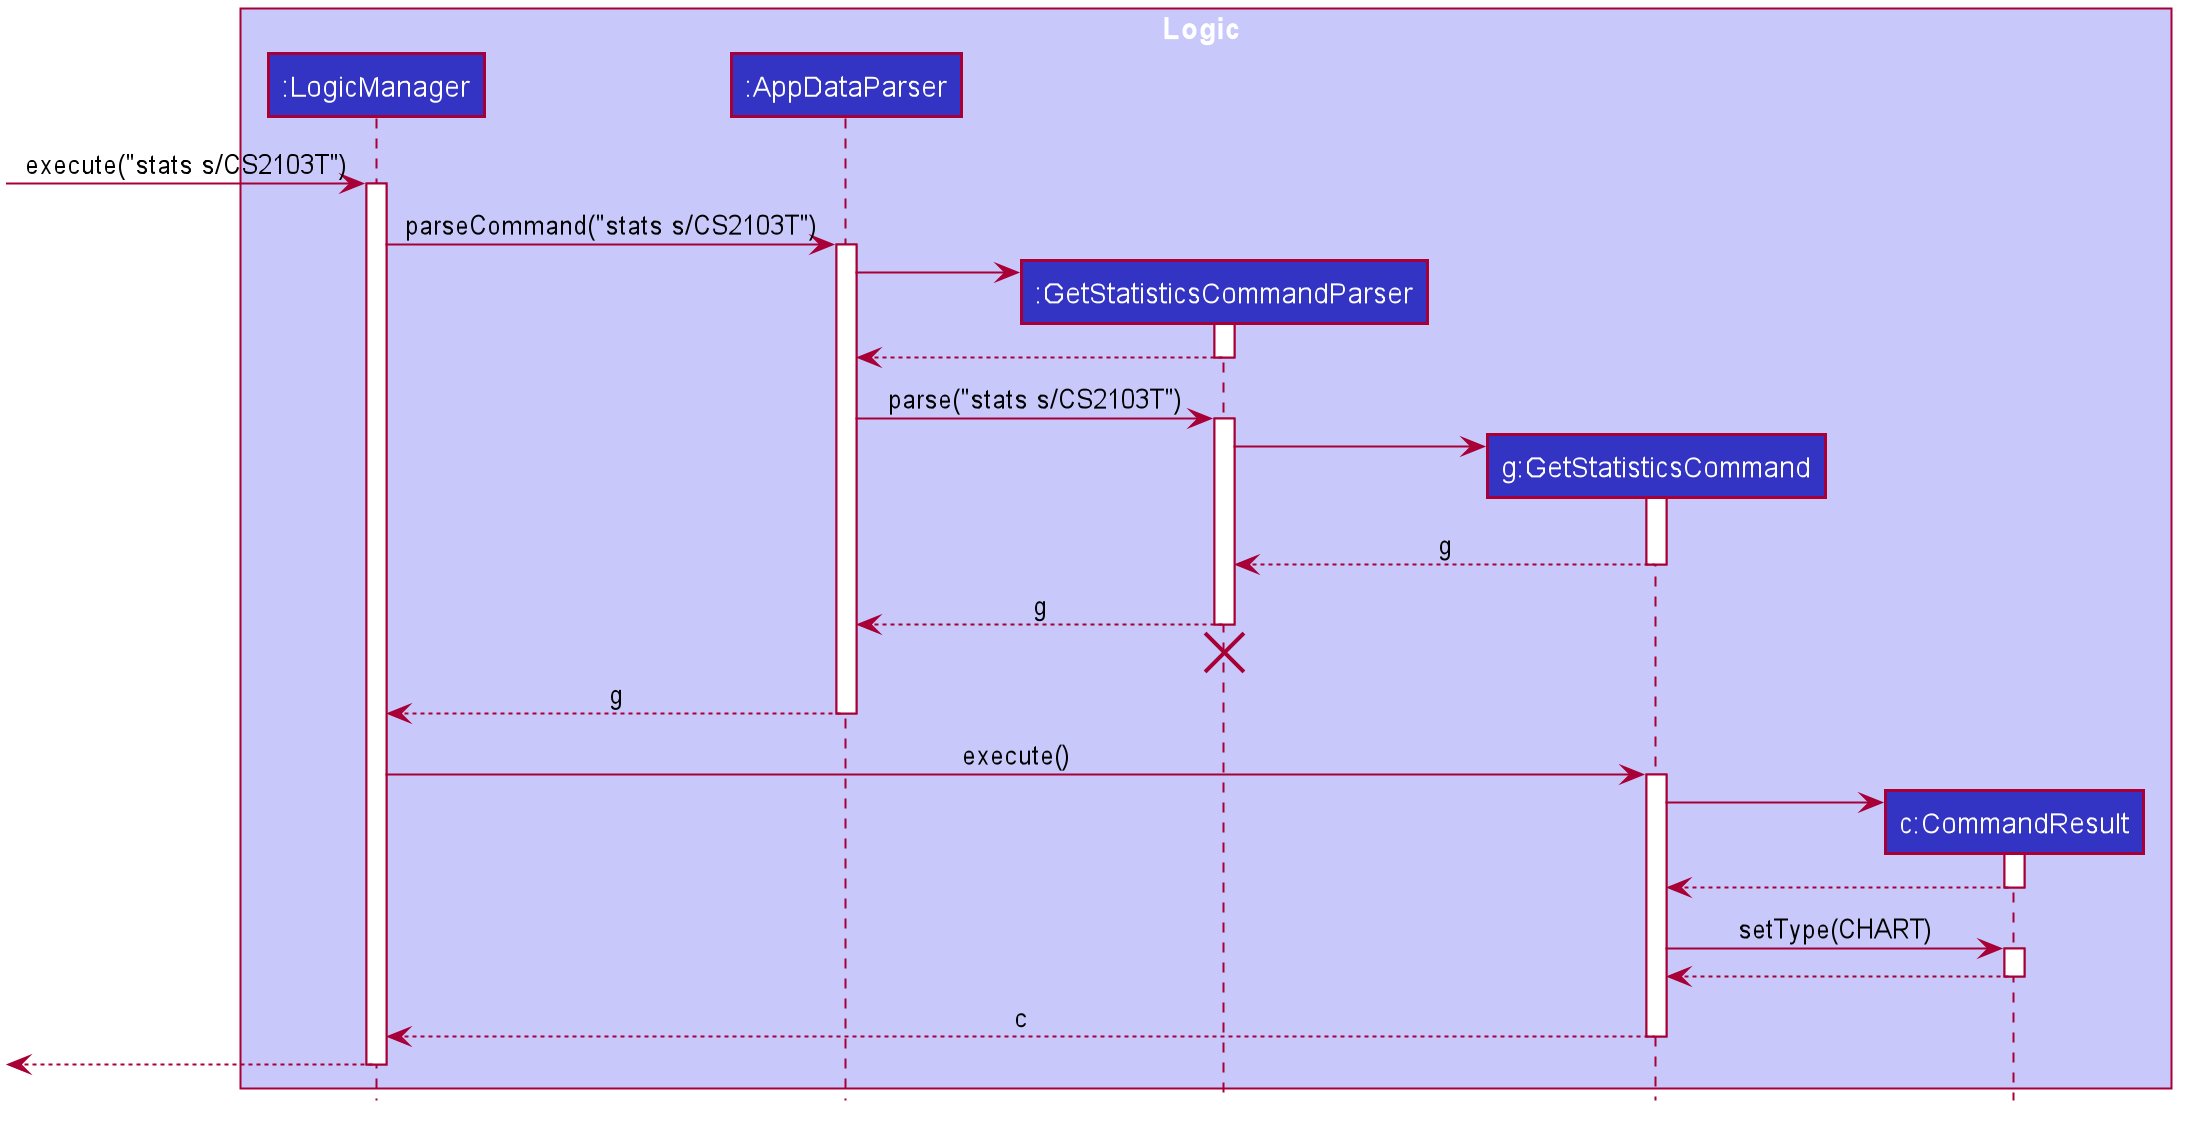 Logic
:LogicManager
:AppDataParser
execute("stats s/CS2103T")
parseCommand("stats s/CS2103T")
:GetStatisticsCommandParser
parse("stats s/CS2103T")
g:GetStatisticsCommand
g
g
g
execute()
c:CommandResult
setType(CHART)
c